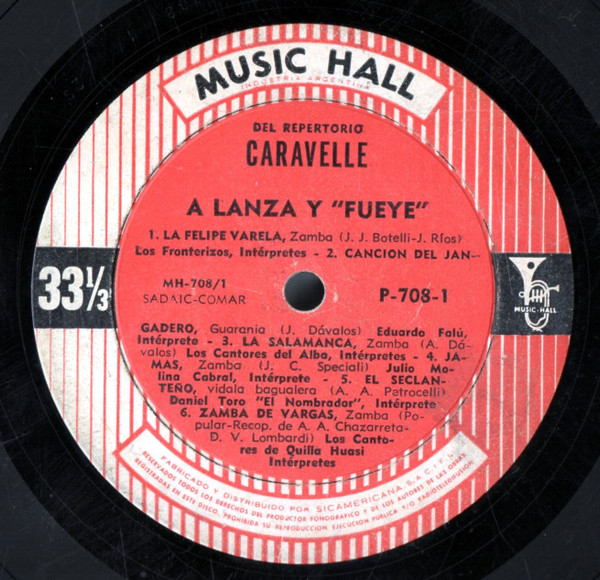 MUSIC HALL
INDUSTRIA ARGENTINA
DEL REPERTORIO
CARAVELLE
A LANZA Y "FUEYE"
1. LA FELIPE VARELA, Zamba (J. J. Botelli-J. Ríos)
Los Fronterizos, Intérpretes - 2. CANCION DEL JAN-
33⅓
MH-708/1
SADAIC-COMAR
P-708-1
MUSIC-HALL
GADERO, Guarania (J. Dávalos) Eduardo Falú,
Intérprete - 3. LA SALAMANCA, Zamba (A. Dá-
valos) Los Cantores del Alba, Intérpretes - 4. JA-
MAS, Zamba (J. C. Speciali) Julio Mo-
lina Cabral, Intérprete - 5. EL SECLAN-
TEÑO, vidala bagualera (A. A. Petrocelli)
Daniel Toro "El Nombrador", Intérprete
6. ZAMBA DE VARGAS, Zamba (Po-
pular-Recop. de A. A. Chazarreta-
D. V. Lombardi) Los Canto-
res de Quilla Huasi
Intérpretes
FABRICADO Y DISTRIBUIDO POR SICAMERICANA S.A.C.I.F.I.
RESERVADOS TODOS LOS DERECHOS DEL PRODUCTOR FONOGRAFICO Y DE LOS AUTORES DE LAS OBRAS
REGISTRADAS EN ESTE DISCO, PROHIBIDA SU REPRODUCCION EJECUCION PUBLICA Y/O RADIOTELEDIFUSION